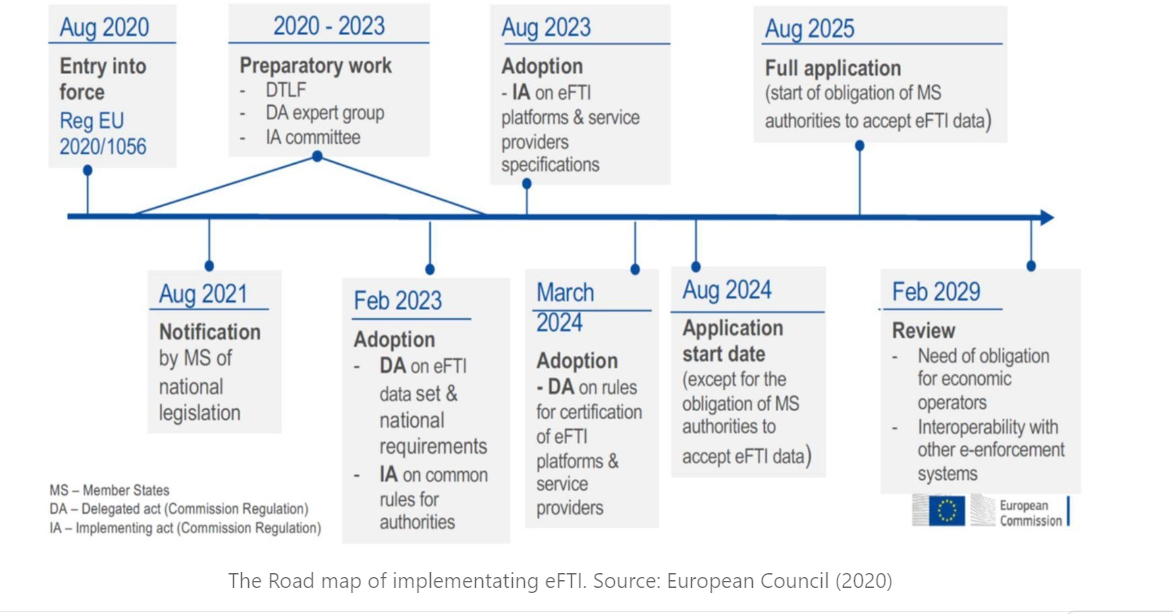 Aug 2020
Entry into
force
Reg EU
2020/1056
2020 - 2023
Preparatory work
- DTLF
- DA expert group
- IA committee
Aug 2023
Adoption
- IA on eFTI
platforms & service
providers
specifications
Aug 2025
Full application
(start of obligation of MS
authorities to accept eFTI data)
Aug 2021
Notification
by MS of
national
legislation
Feb 2023
Adoption
- DA on eFTI
data set &
national
requirements
- IA on common
rules for
authorities
March
2024
Adoption
- DA on rules
for certification
of eFTI
platforms &
service
providers
Aug 2024
Application
start date
(except for the
obligation of MS
authorities to
accept eFTI data)
Feb 2029
Review
- Need of obligation
for economic
operators
- Interoperability with
other e-enforcement
systems
MS – Member States
DA – Delegated act (Commission Regulation)
IA – Implementing act (Commission Regulation)
European
Commission
The Road map of implementating eFTI. Source: European Council (2020)